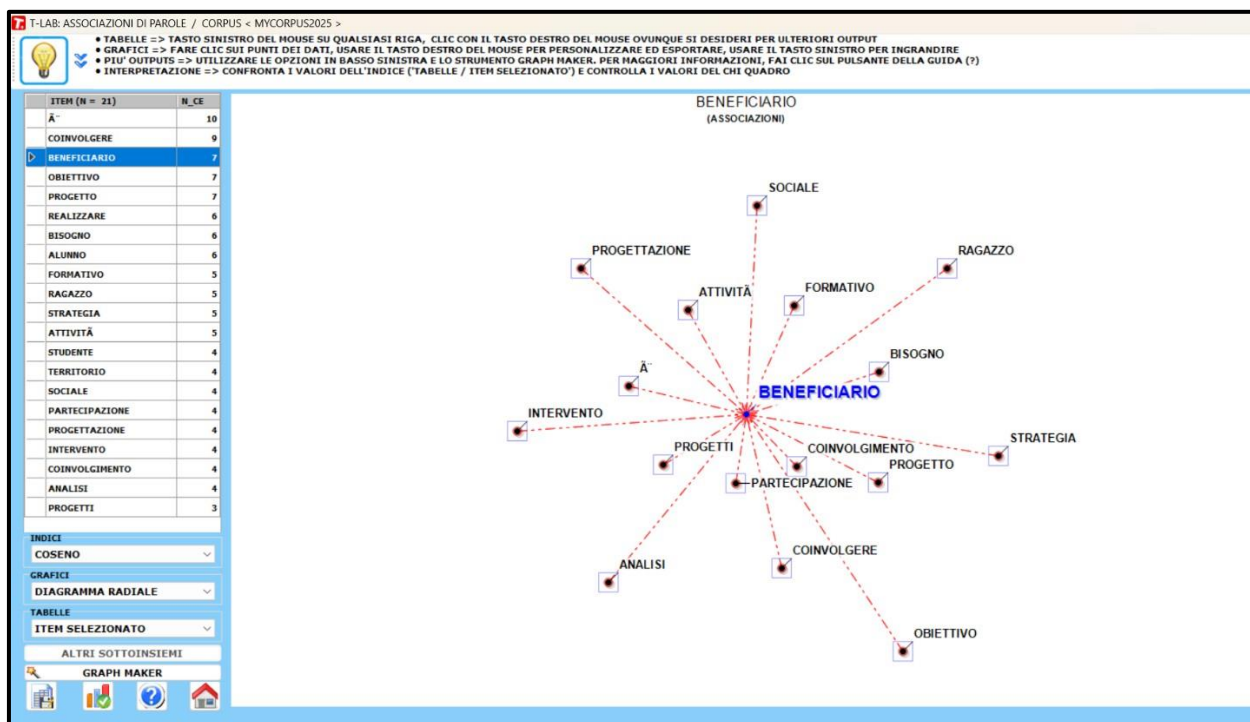 T-LAB: ASSOCIAZIONI DI PAROLE / CORPUS < MYCORPUS2025 >
• TABELLE => TASTO SINISTRO DEL MOUSE SU QUALSIASI RIGA, CLIC CON IL TASTO DESTRO DEL MOUSE OVUNQUE SI DESIDERI PER ULTERIORI OUTPUT
• GRAFICI => FARE CLIC SUI PUNTI DEI DATI, USARE IL TASTO DESTRO DEL MOUSE PER PERSONALIZZARE ED ESPORTARE, USARE IL TASTO SINISTRO PER INGRANDIRE
• PIU' OUTPUTS => UTILIZZARE LE OPZIONI IN BASSO SINISTRA E LO STRUMENTO GRAPH MAKER. PER MAGGIORI INFORMAZIONI, FAI CLIC SUL PULSANTE DELLA GUIDA (?)
• INTERPRETAZIONE => CONFRONTA I VALORI DELL'INDICE ('TABELLE / ITEM SELEZIONATO') E CONTROLLA I VALORI DEL CHI QUADRO
ITEM (N = 21) N_CE
Ã¨ 10
COINVOLGERE 9
BENEFICIARIO 7
OBIETTIVO 7
PROGETTO 7
REALIZZARE 6
BISOGNO 6
ALUNNO 6
FORMATIVO 5
RAGAZZO 5
STRATEGIA 5
ATTIVITÃ 5
STUDENTE 4
TERRITORIO 4
SOCIALE 4
PARTECIPAZIONE 4
PROGETTAZIONE 4
INTERVENTO 4
COINVOLGIMENTO 4
ANALISI 4
PROGETTI 3
INDICI
COSENO
GRAFICI
DIAGRAMMA RADIALE
TABELLE
ITEM SELEZIONATO
ALTRI SOTTOINSIEMI
GRAPH MAKER
BENEFICIARIO
(ASSOCIAZIONI)
SOCIALE
PROGETTAZIONE
RAGAZZO
ATTIVITÃ
FORMATIVO
BISOGNO
Ã¨
BENEFICIARIO
INTERVENTO
STRATEGIA
PROGETTI
COINVOLGIMENTO
PROGETTO
PARTECIPAZIONE
COINVOLGERE
ANALISI
OBIETTIVO